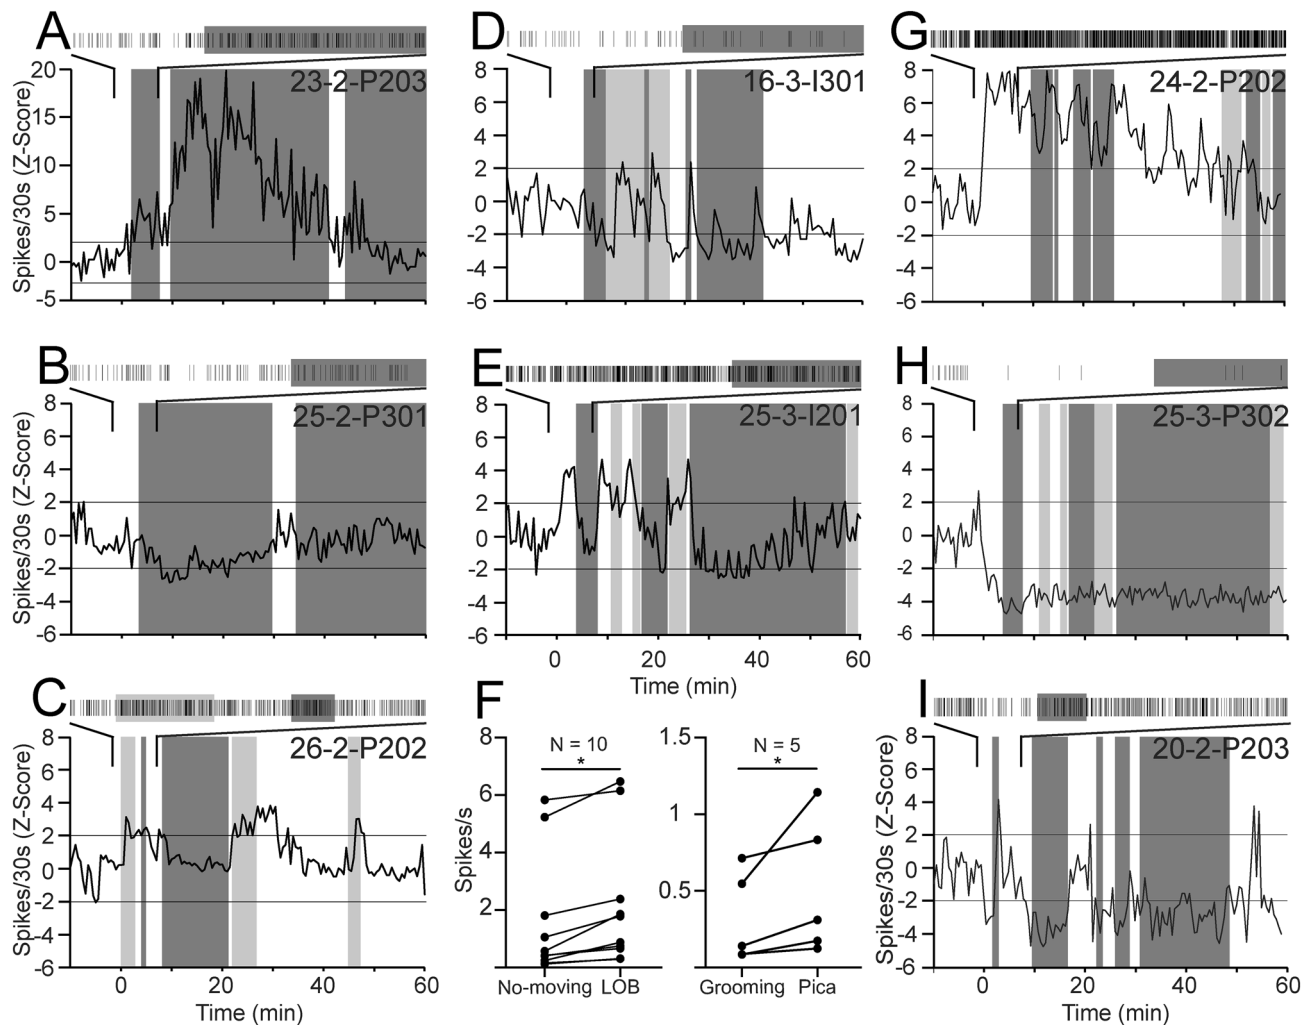 A
23-2-P203
Spikes/30s (Z-Score)
20
15
10
5
0
-5
D
16-3-I301
8
6
4
2
0
-2
-4
-6
G
24-2-P202
8
6
4
2
0
-2
-4
-6
B
25-2-P301
Spikes/30s (Z-Score)
8
6
4
2
0
-2
-4
-6
E
25-3-I201
8
6
4
2
0
-2
-4
-6
0 20 40 60
Time (min)
H
25-3-P302
8
6
4
2
0
-2
-4
-6
C
26-2-P202
Spikes/30s (Z-Score)
8
6
4
2
0
-2
-4
-6
0 20 40 60
Time (min)
F
Spikes/s
8
6
4
2
N = 10
*
No-moving LOB
1.5
1
0.5
N = 5
*
Grooming Pica
I
20-2-P203
Spikes/30s (Z-Score)
8
6
4
2
0
-2
-4
-6
0 20 40 60
Time (min)